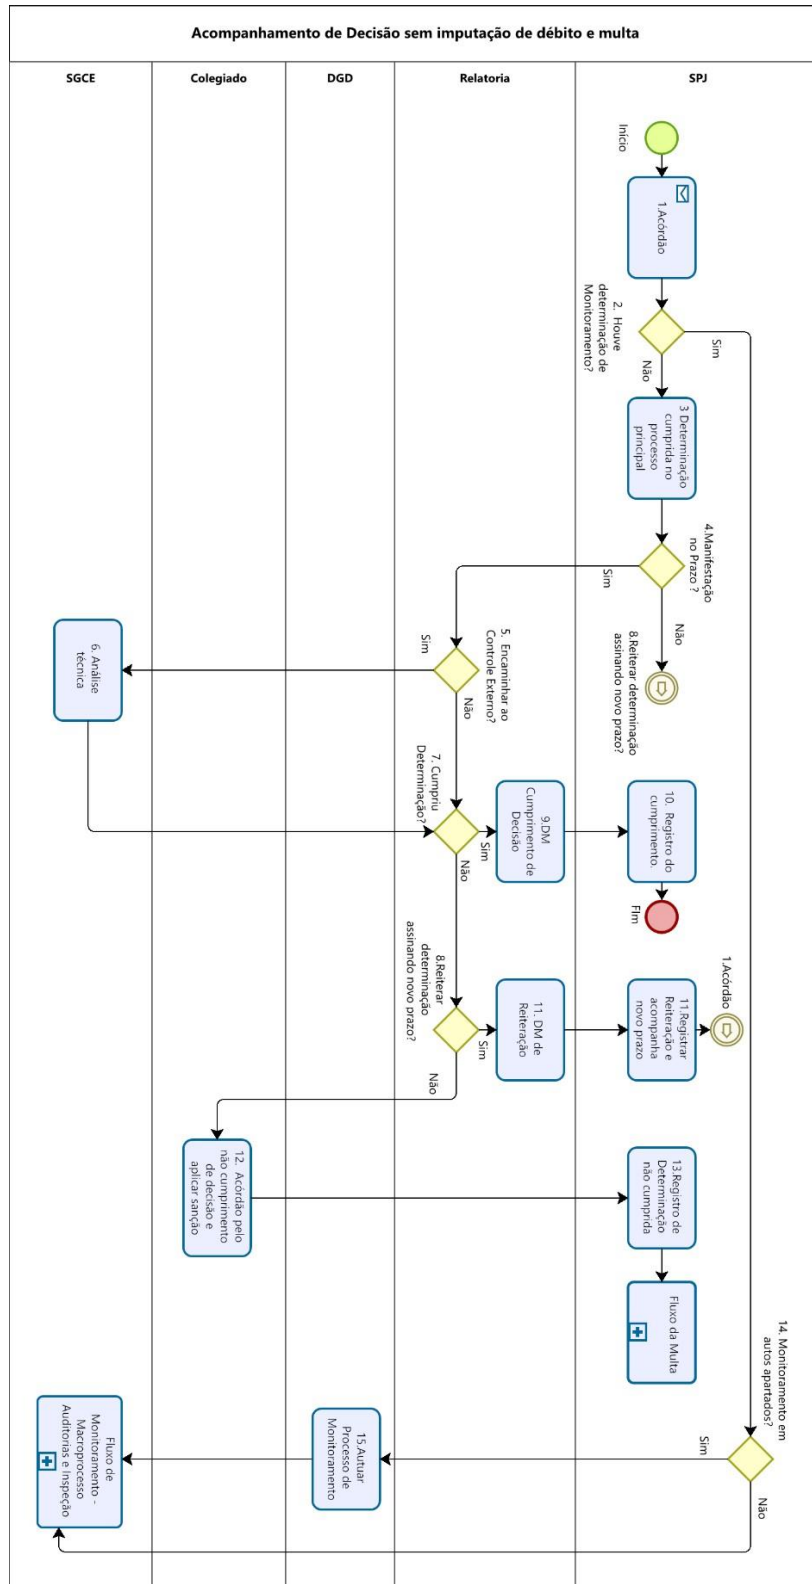 Acompanhamento de Decisão sem imputação de débito e multa
SGCE
Colegiado
DGD
Relatoria
SPJ
Início
1.Acórdão
2. Houve
determinação de
Monitoramento?
Sim
Não
3 Determinação
cumprida no
processo
principal
4.Manifestação
no Prazo ?
Sim
Não
8.Reiterar determinação
assinando novo prazo?
5. Encaminhar ao
Controle Externo?
Sim
Não
6. Análise
técnica
7. Cumpriu
Determinação?
Sim
Não
9.DM
Cumprimento de
Decisão
10. Registro do
cumprimento.
FIm
8.Reiterar
determinação
assinando novo prazo?
Sim
Não
11. DM de
Reiteração
11.Registrar
Reiteração e
acompanha
novo prazo
1.Acórdão
12. Acórdão pelo
não cumprimento
de decisão e
aplicar sanção
13.Registro de
Determinação
não cumprida
Fluxo da Multa
14. Monitoramento em
autos apartados?
Sim
Não
15.Autuar
Processo de
Monitoramento
Fluxo de
Monitoramento -
Macroprocesso
Auditorias e Inspeção